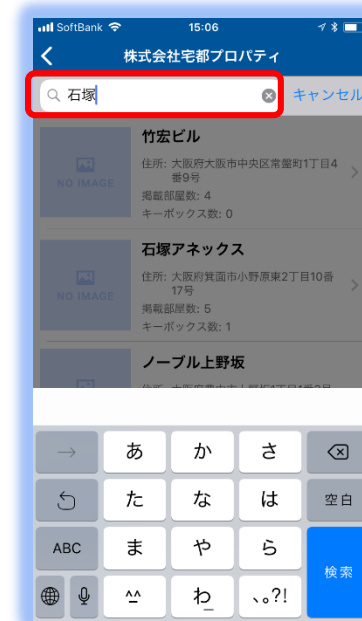 SoftBank 15:06
株式会社宅都プロパティ
石塚 キャンセル
竹宏ビル
住所: 大阪府大阪市中央区常盤町1丁目4
番9号
掲載部屋数: 4
キーボックス数: 0
NO IMAGE
石塚アネックス
住所: 大阪府箕面市小野原東2丁目10番
17号
掲載部屋数: 5
キーボックス数: 1
NO IMAGE
ノーブル上野坂
→ あ か さ
た な は 空白
ABC ま や ら
検索
^^ わ_ 、。?!